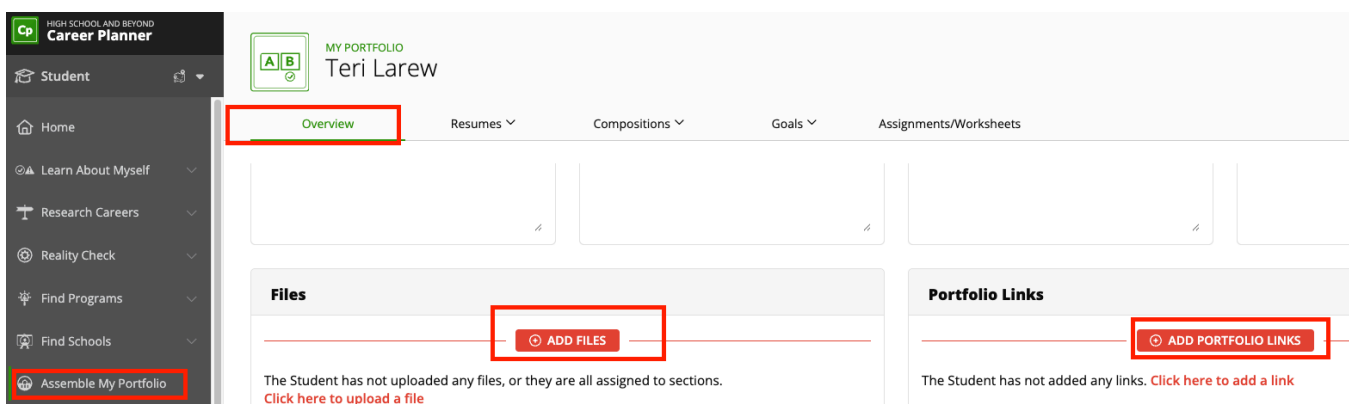 Cp
HIGH SCHOOL AND BEYOND
Career Planner
Student
Home
Learn About Myself
Research Careers
Reality Check
Find Programs
Find Schools
Assemble My Portfolio
A B
MY PORTFOLIO
Teri Larew
Overview Resumes Compositions Goals Assignments/Worksheets
Files
ADD FILES
The Student has not uploaded any files, or they are all assigned to sections.
Click here to upload a file
Portfolio Links
ADD PORTFOLIO LINKS
The Student has not added any links. Click here to add a link